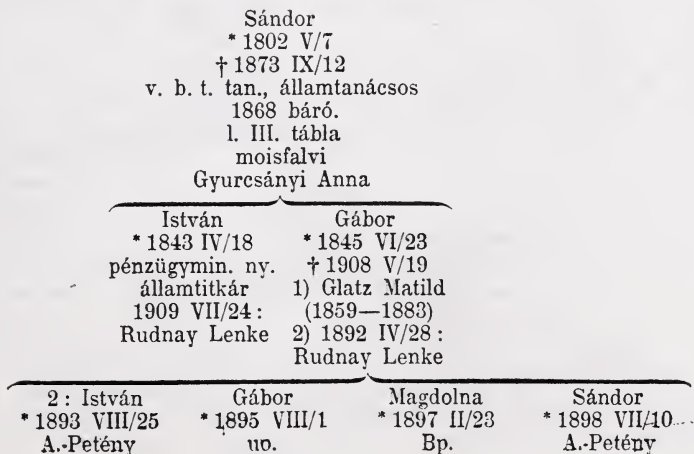 Sándor
* 1802 V/7
† 1873 IX/12
v. b. t. tan., államtanácsos
1868 báró.
l. III. tábla
moisfalvi
Gyurcsányi Anna
István
* 1843 IV/18
pénzügymin. ny.
államtitkár
1909 VII/24 :
Rudnay Lenke
Gábor
* 1845 VI/23
† 1908 V/19
1) Glatz Matild
(1859—1883)
2) 1892 IV/28 :
Rudnay Lenke
2 : István
* 1893 VIII/25
A.-Petény
Gábor
* 1895 VIII/1
uo.
Magdolna
* 1897 II/23
Bp.
Sándor
* 1898 VII/10
A.-Petény